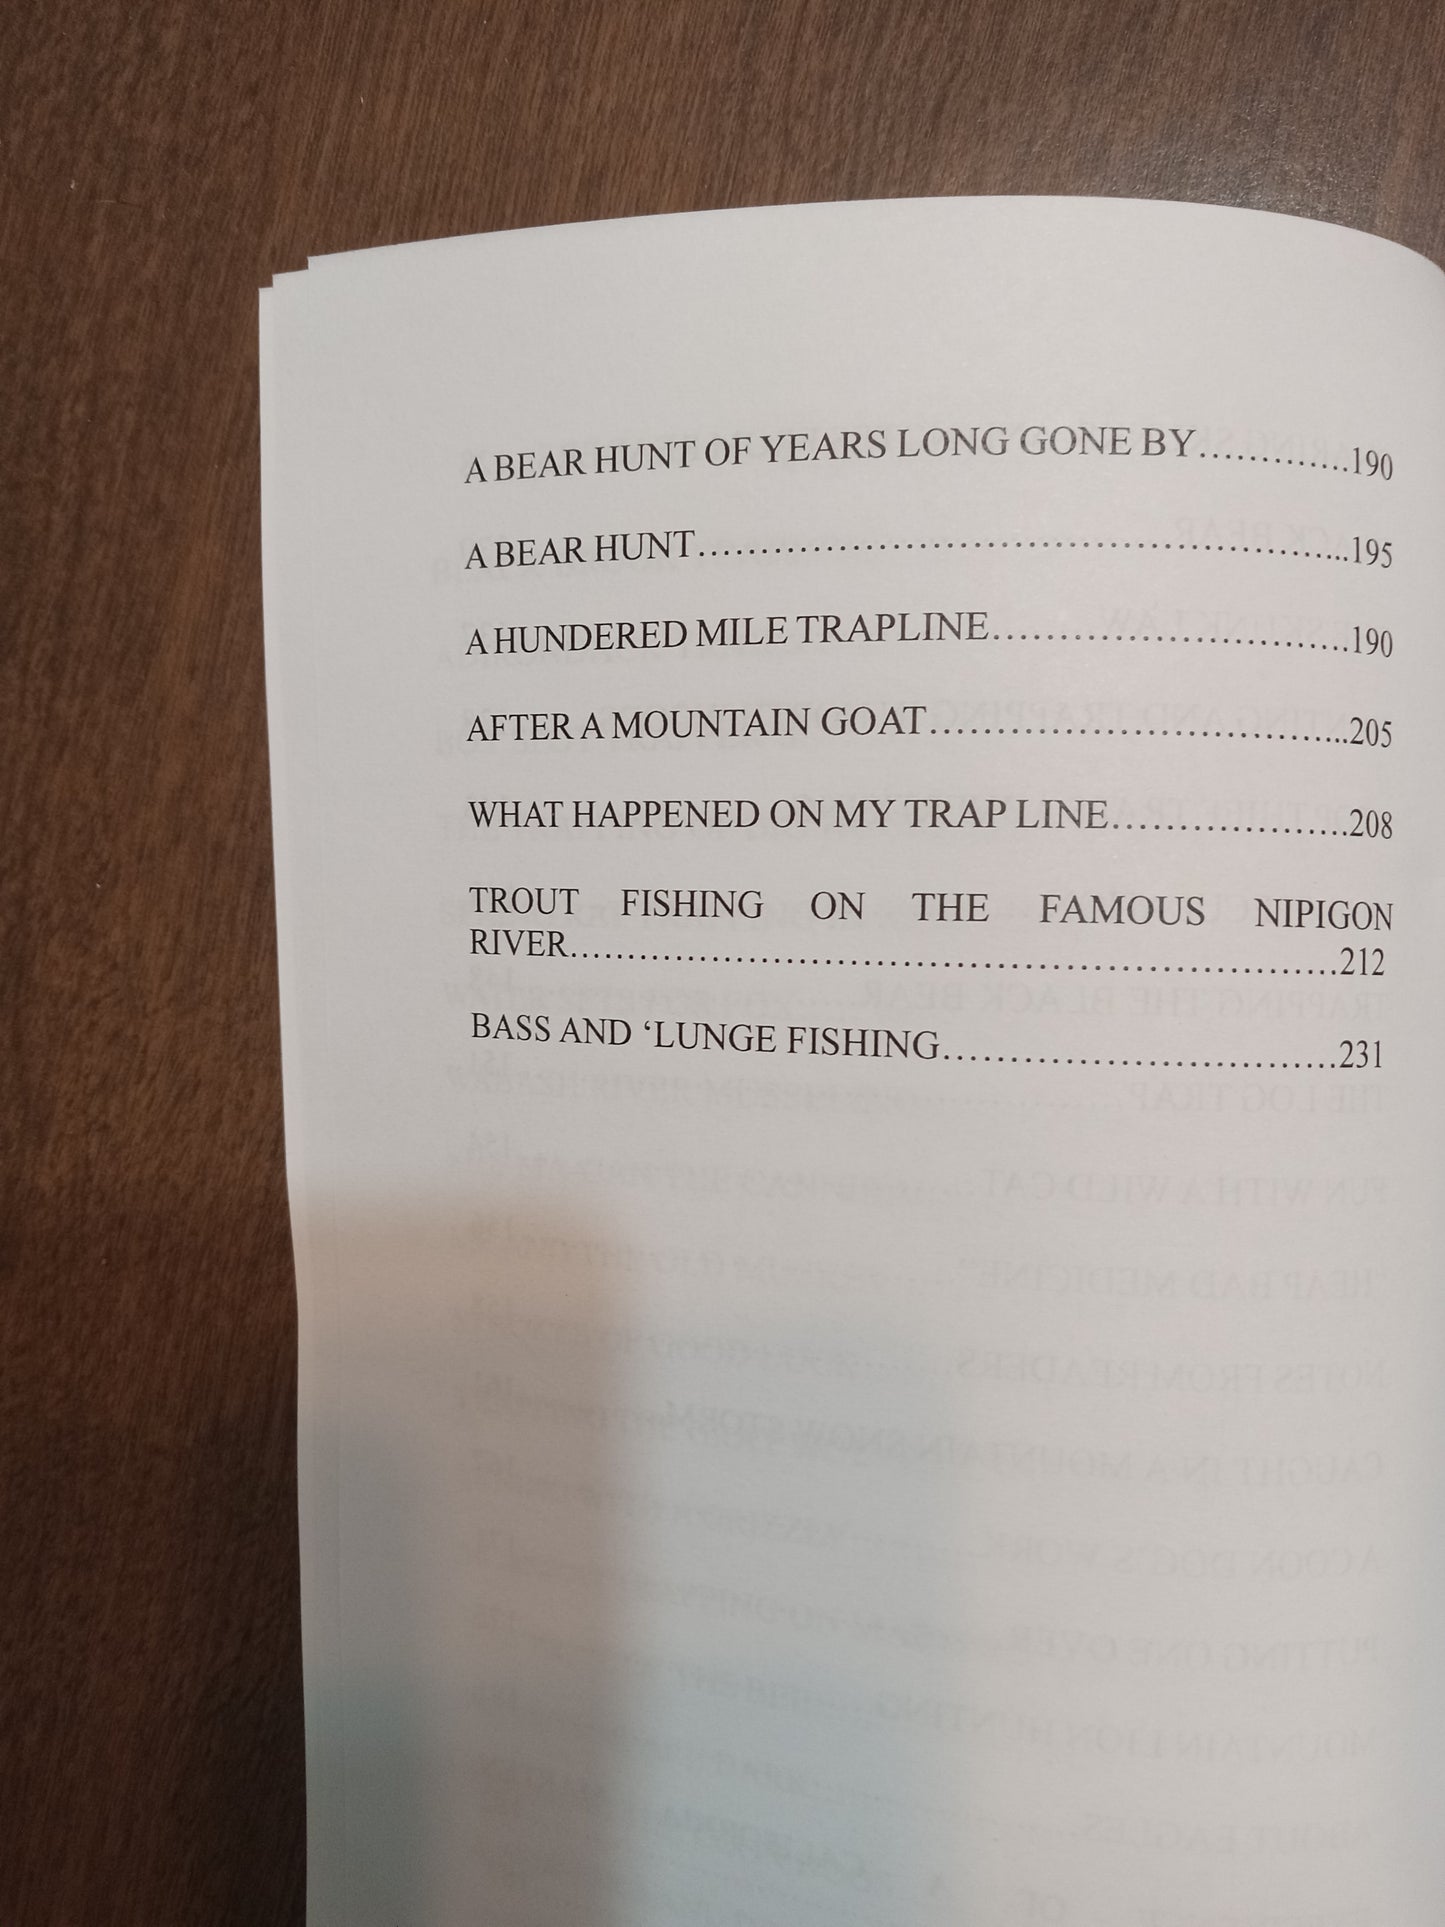 A BEAR HUNT OF YEARS LONG GONE BY.............190
A BEAR HUNT..........................................195
A HUNDERED MILE TRAPLINE..............................190
AFTER A MOUNTAIN GOAT..................................205
WHAT HAPPENED ON MY TRAP LINE....................208
TROUT FISHING ON THE FAMOUS NIPIGON
RIVER.................................................................212
BASS AND ‘LUNGE FISHING.................................231